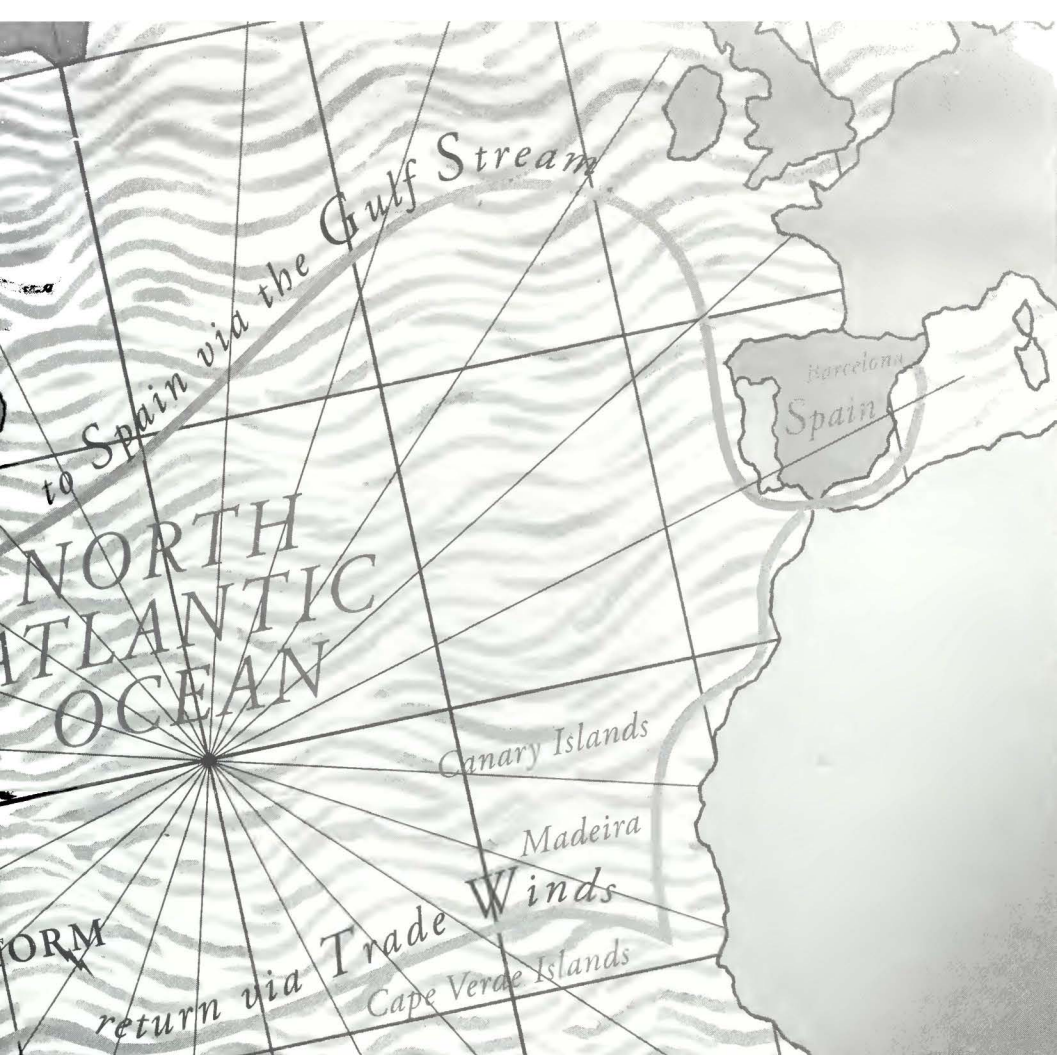 to Spain via the Gulf Stream
Barcelona
Spain
NORTH
ATLANTIC
OCEAN
Canary Islands
Madeira
return via Trade Winds
Cape Verde Islands
ORM